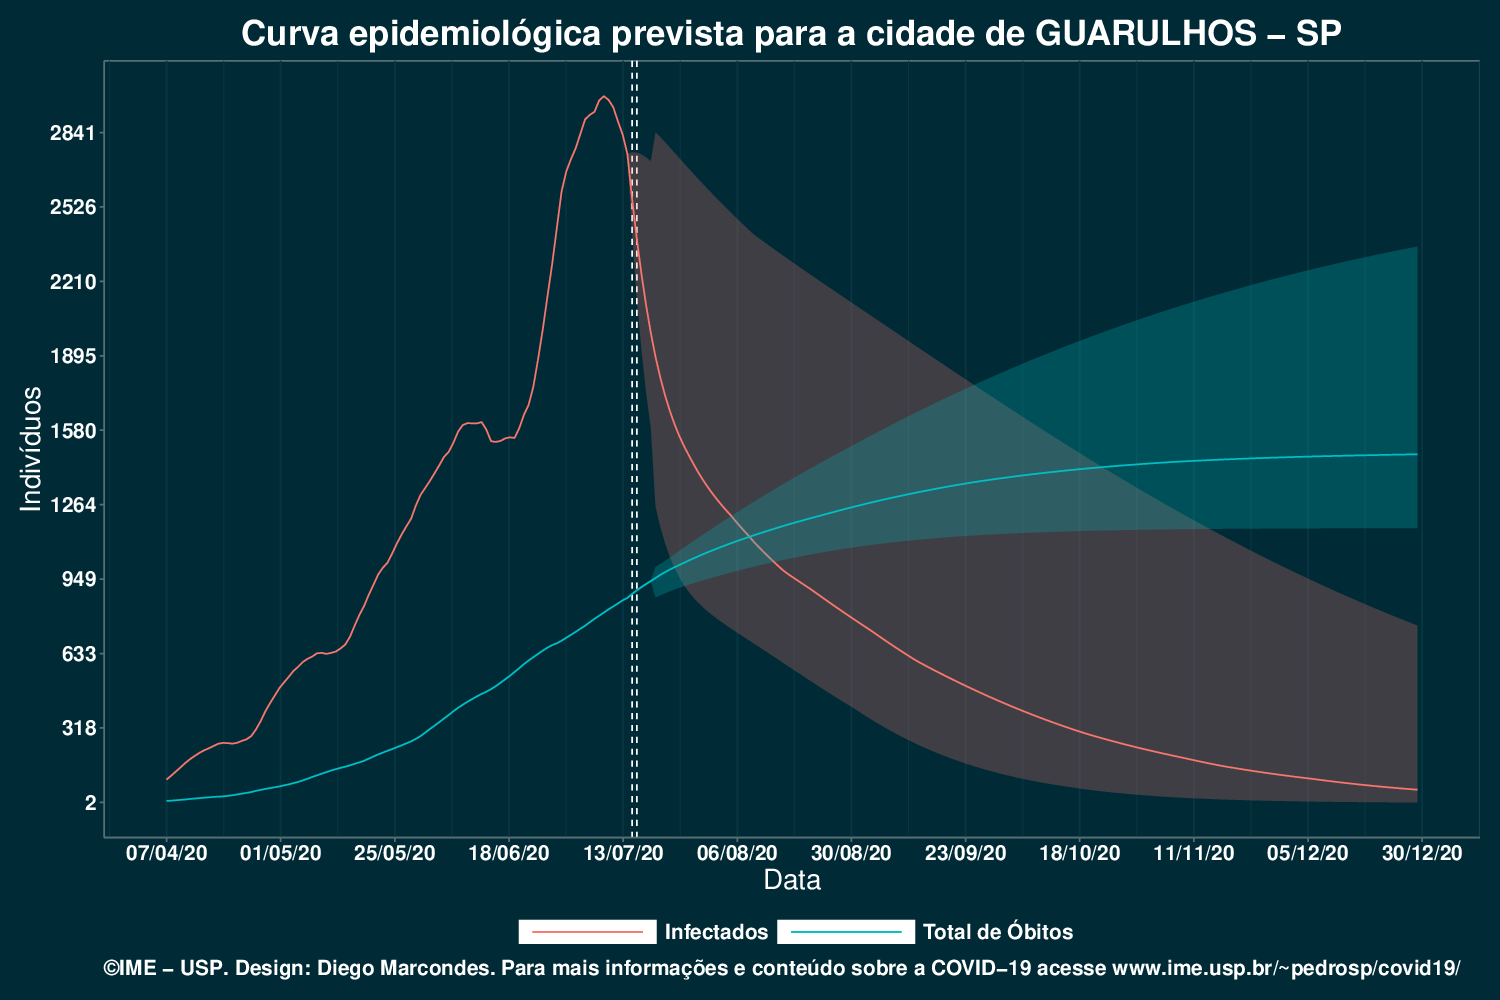 Curva epidemiológica prevista para a cidade de GUARULHOS – SP
Indivíduos
2841
2526
2210
1895
1580
1264
949
633
318
2
07/04/20 01/05/20 25/05/20 18/06/20 13/07/20 06/08/20 30/08/20 23/09/20 18/10/20 11/11/20 05/12/20 30/12/20
Data
Infectados Total de Óbitos
©IME – USP. Design: Diego Marcondes. Para mais informações e conteúdo sobre a COVID–19 acesse www.ime.usp.br/~pedrosp/covid19/